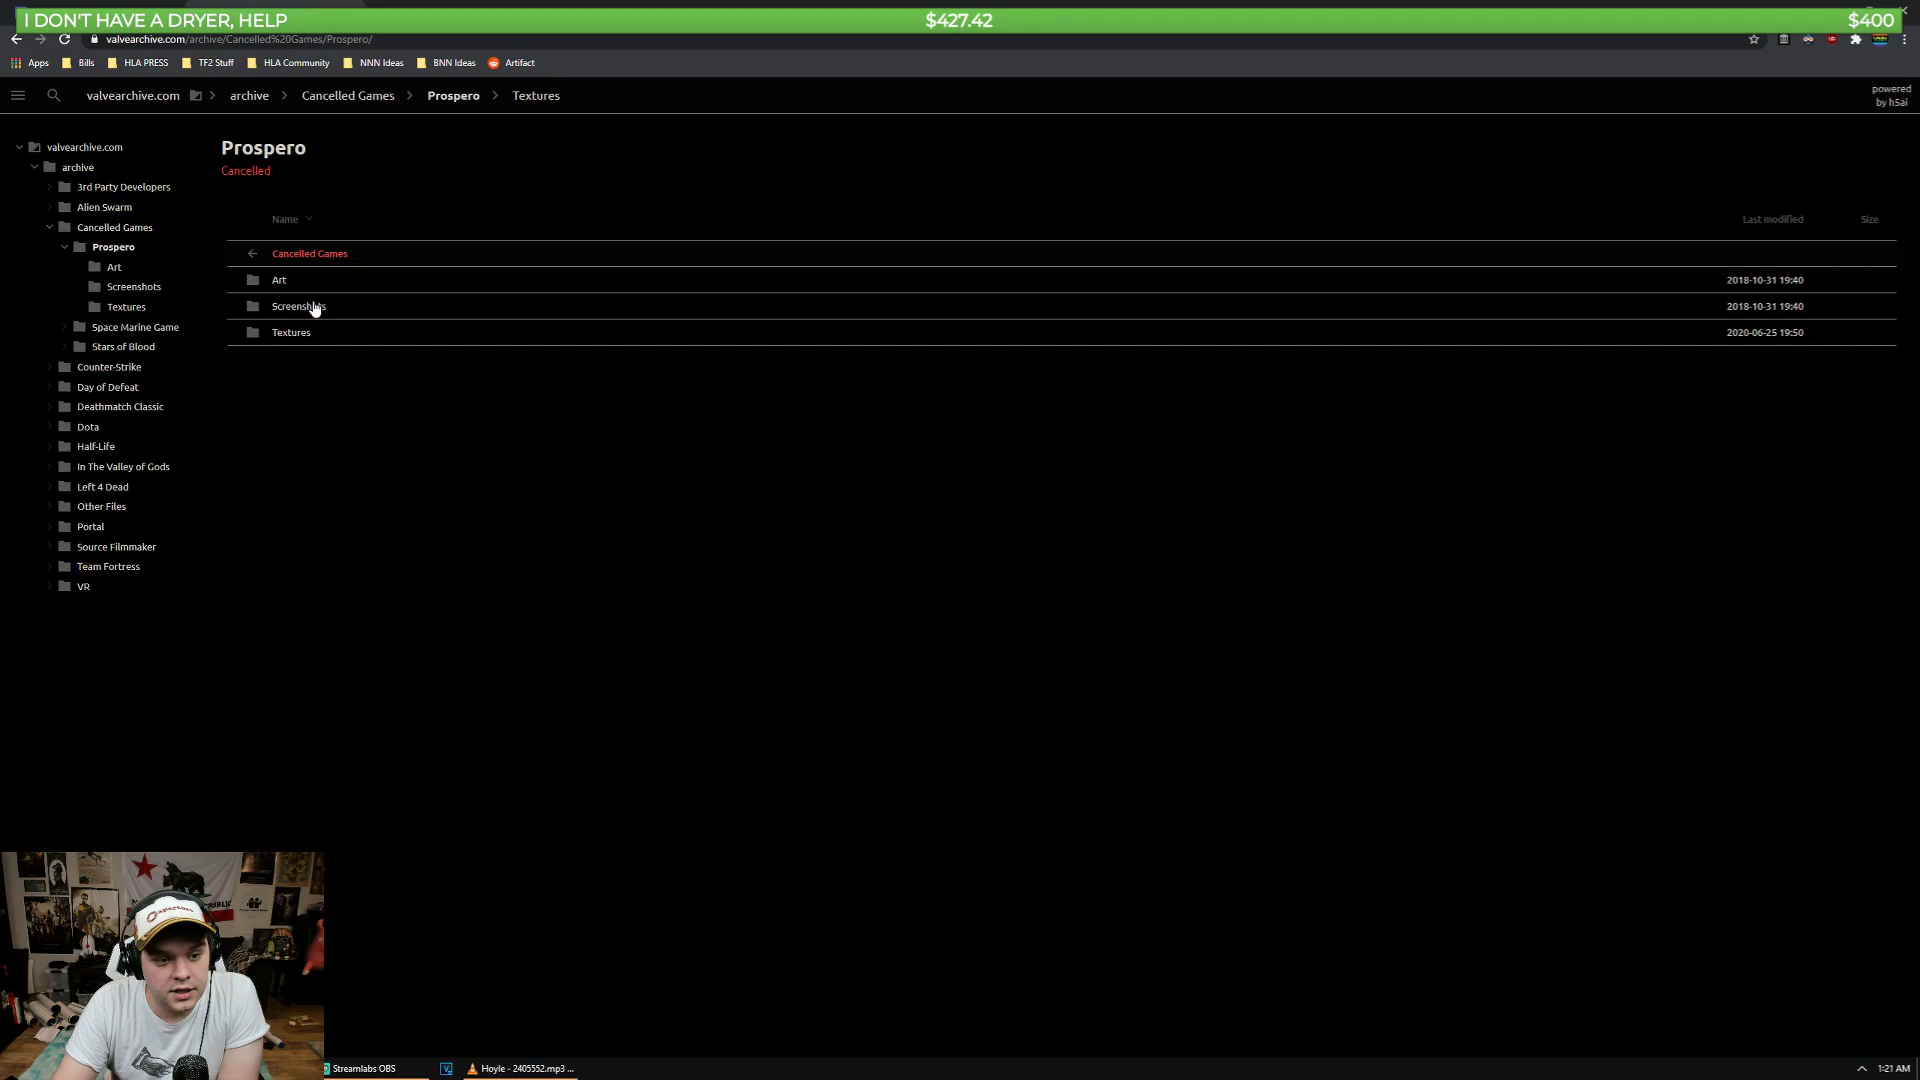 I DON'T HAVE A DRYER, HELP $427.42 $400
valvearchive.com/archive/Cancelled%20Games/Prospero/
Apps Bills HLA PRESS TF2 Stuff HLA Community NNN Ideas BNN Ideas Artifact
valvearchive.com archive Cancelled Games Prospero Textures
powered
by h5ai
valvearchive.com
archive
3rd Party Developers
Alien Swarm
Cancelled Games
Prospero
Art
Screenshots
Textures
Space Marine Game
Stars of Blood
Counter-Strike
Day of Defeat
Deathmatch Classic
Dota
Half-Life
In The Valley of Gods
Left 4 Dead
Other Files
Portal
Source Filmmaker
Team Fortress
VR
Prospero
Cancelled
Name Last modified Size
Cancelled Games
Art 2018-10-31 19:40
Screenshots 2018-10-31 19:40
Textures 2020-06-25 19:50
Streamlabs OBS
Hoyle - 2405552.mp3 ...
1:21 AM